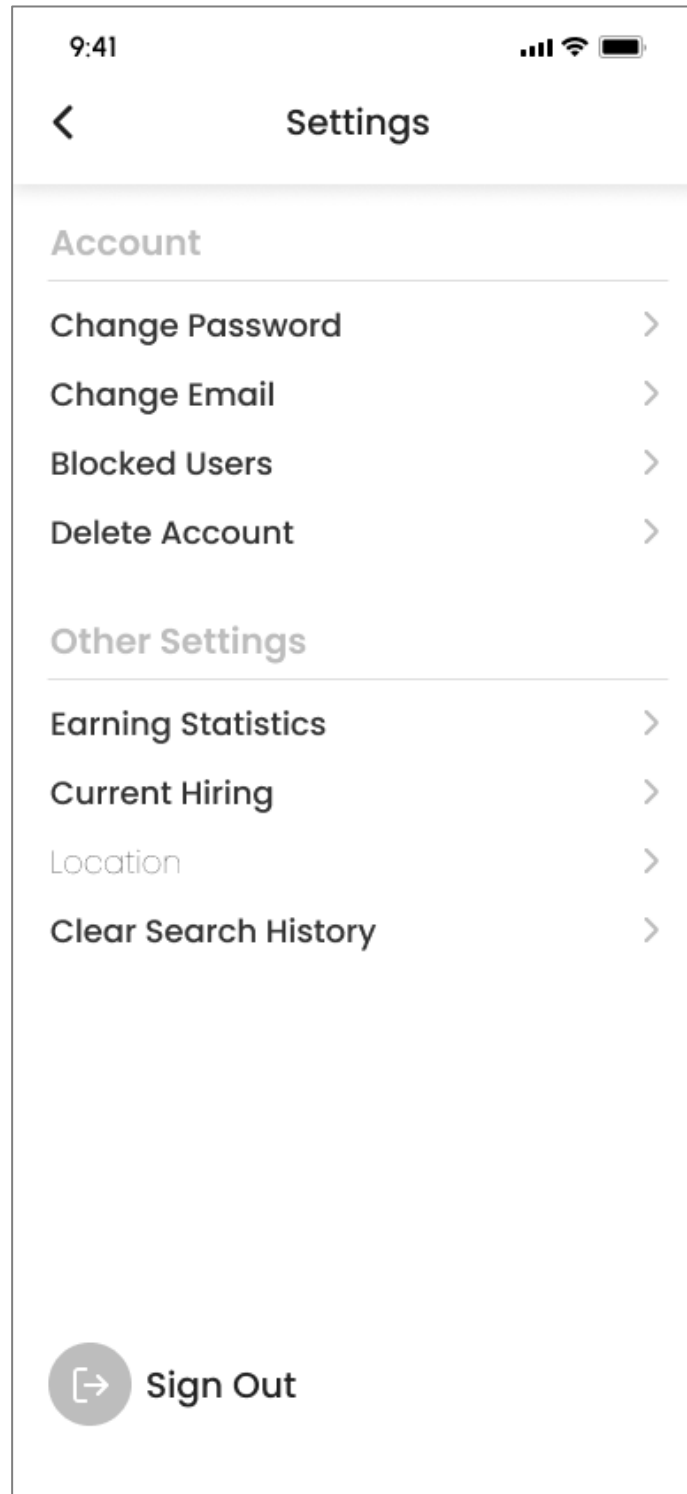 9:41
Settings
Account
Change Password
Change Email
Blocked Users
Delete Account
Other Settings
Earning Statistics
Current Hiring
Location
Clear Search History
Sign Out